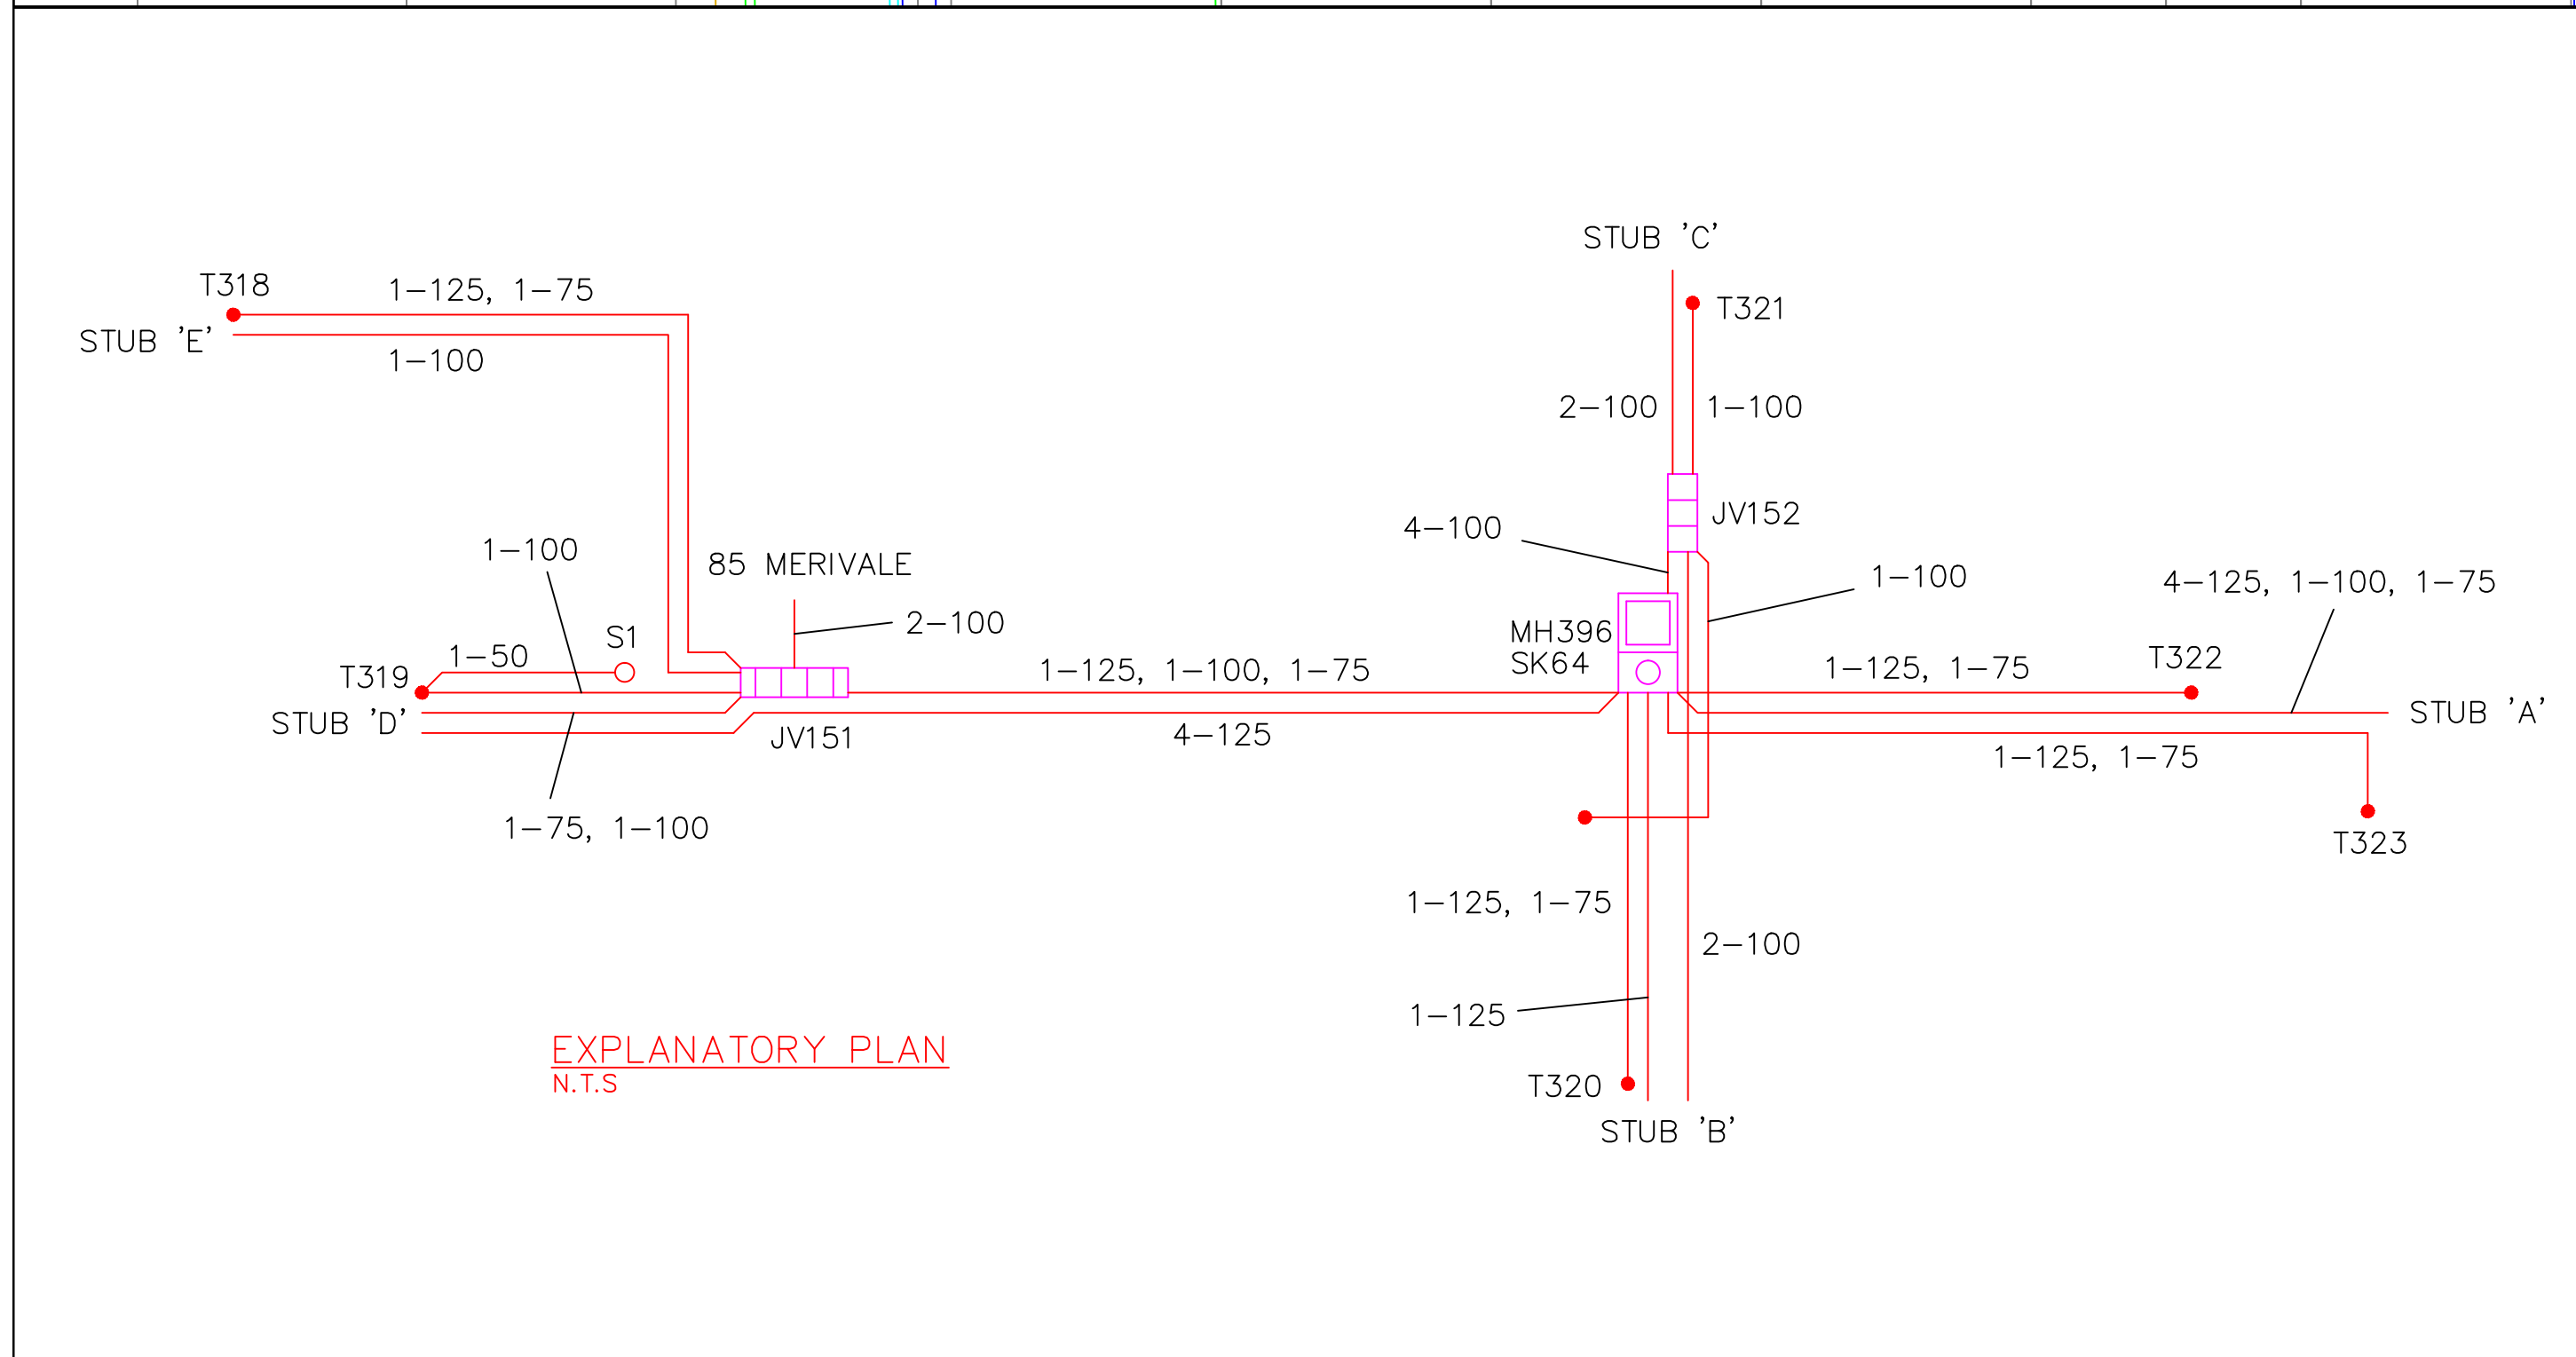 STUB 'C'
T318
1-125, 1-75
T321
STUB 'E'
1-100
2-100
1-100
JV152
4-100
1-100
85 MERIVALE
1-100
4-125, 1-100, 1-75
2-100
S1
MH396
SK64
1-50
T319
1-125, 1-100, 1-75
1-125, 1-75
T322
STUB 'D'
JV151
4-125
STUB 'A'
1-125, 1-75
1-75, 1-100
T323
1-125, 1-75
2-100
1-125
EXPLANATORY PLAN
N.T.S
T320
STUB 'B'